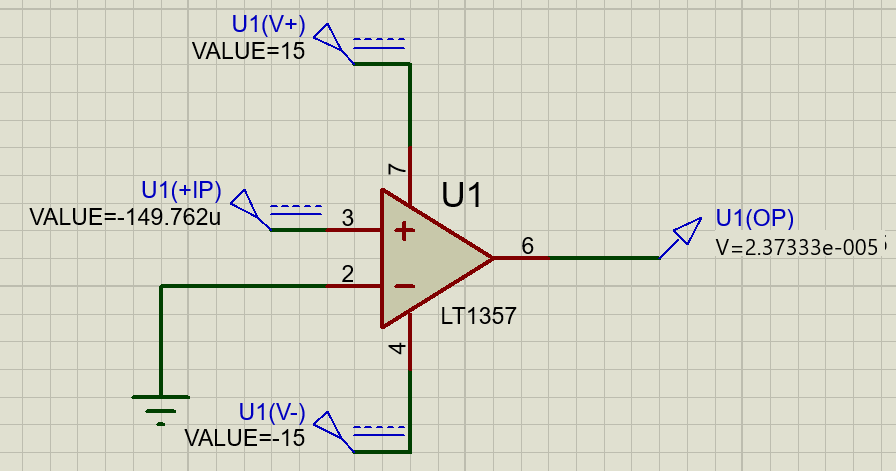 U1(V+)
VALUE=15
7
U1
U1(+IP)
VALUE=-149.762u
3
+
6
U1(OP)
V=2.37333e-005
2
−
LT1357
4
U1(V-)
VALUE=-15